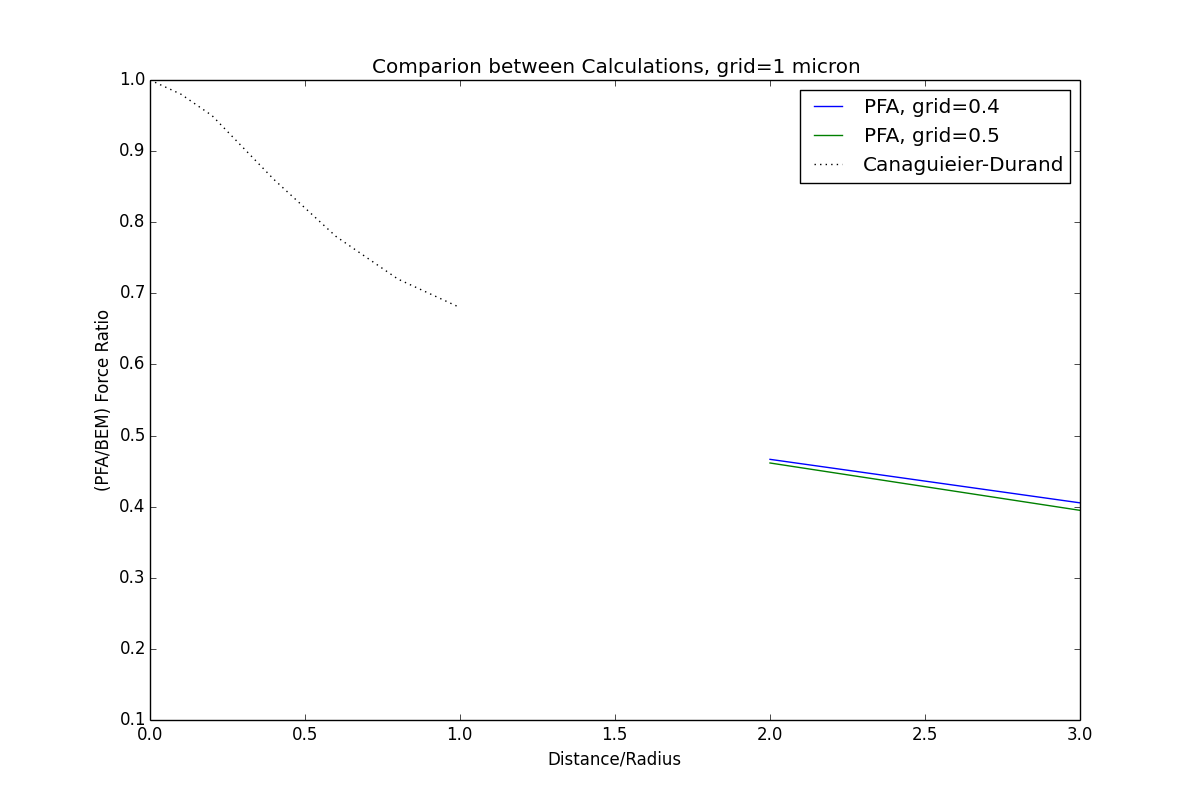 Comparion between Calculations, grid=1 micron
PFA, grid=0.4
PFA, grid=0.5
Canaguieier-Durand
(PFA/BEM) Force Ratio
1.0
0.9
0.8
0.7
0.6
0.5
0.4
0.3
0.2
0.1
0.0 0.5 1.0 1.5 2.0 2.5 3.0
Distance/Radius